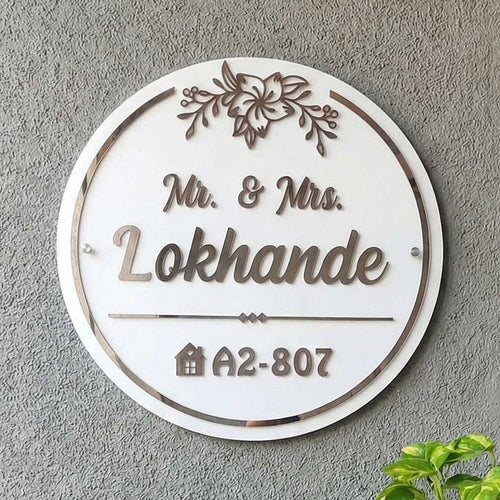 Mr. & Mrs.
Lokhande
A2-807